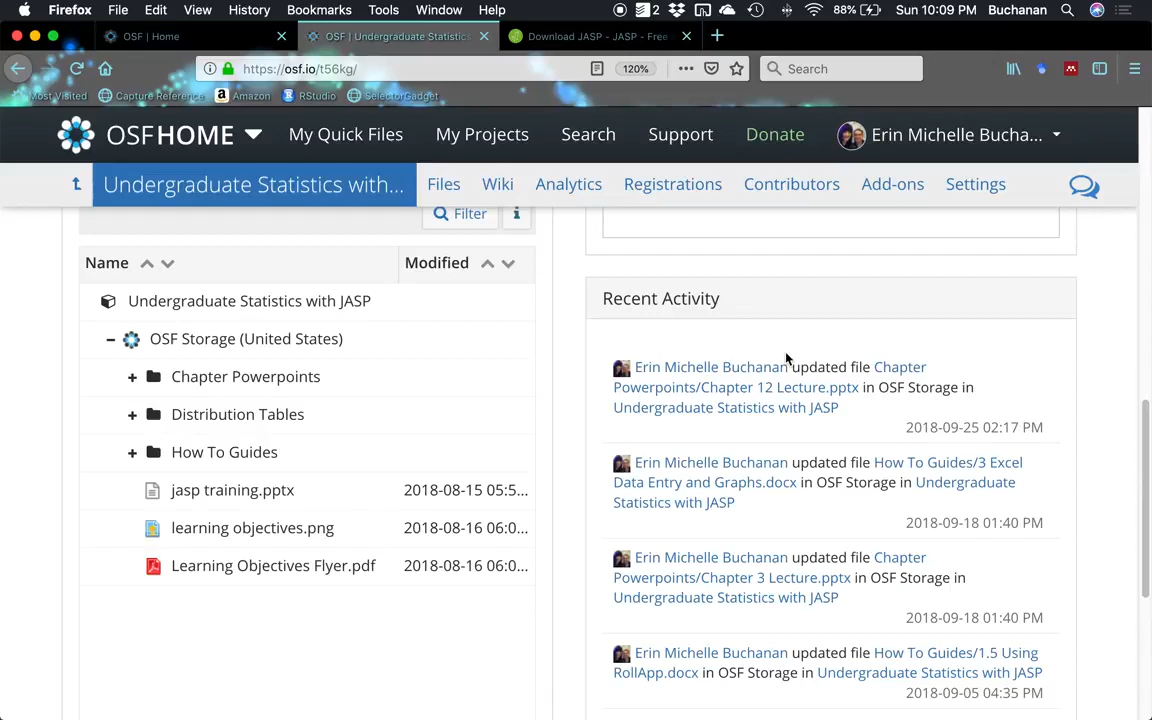 Firefox File Edit View History Bookmarks Tools Window Help 2 88% Sun 10:09 PM Buchanan
OSF | Home OSF | Undergraduate Statistics Download JASP - JASP - Free
https://osf.io/t56kg/ 120% Search
Most Visited Capture Reference Amazon RStudio SelectorGadget
OSFHOME My Quick Files My Projects Search Support Donate Erin Michelle Bucha...
Undergraduate Statistics with... Files Wiki Analytics Registrations Contributors Add-ons Settings
Filter
Name Modified
Undergraduate Statistics with JASP
OSF Storage (United States)
Chapter Powerpoints
Distribution Tables
How To Guides
jasp training.pptx 2018-08-15 05:5...
learning objectives.png 2018-08-16 06:0...
Learning Objectives Flyer.pdf 2018-08-16 06:0...
Recent Activity
Erin Michelle Buchanan updated file Chapter
Powerpoints/Chapter 12 Lecture.pptx in OSF Storage in
Undergraduate Statistics with JASP
2018-09-25 02:17 PM
Erin Michelle Buchanan updated file How To Guides/3 Excel
Data Entry and Graphs.docx in OSF Storage in Undergraduate
Statistics with JASP
2018-09-18 01:40 PM
Erin Michelle Buchanan updated file Chapter
Powerpoints/Chapter 3 Lecture.pptx in OSF Storage in
Undergraduate Statistics with JASP
2018-09-18 01:40 PM
Erin Michelle Buchanan updated file How To Guides/1.5 Using
RollApp.docx in OSF Storage in Undergraduate Statistics with JASP
2018-09-05 04:35 PM